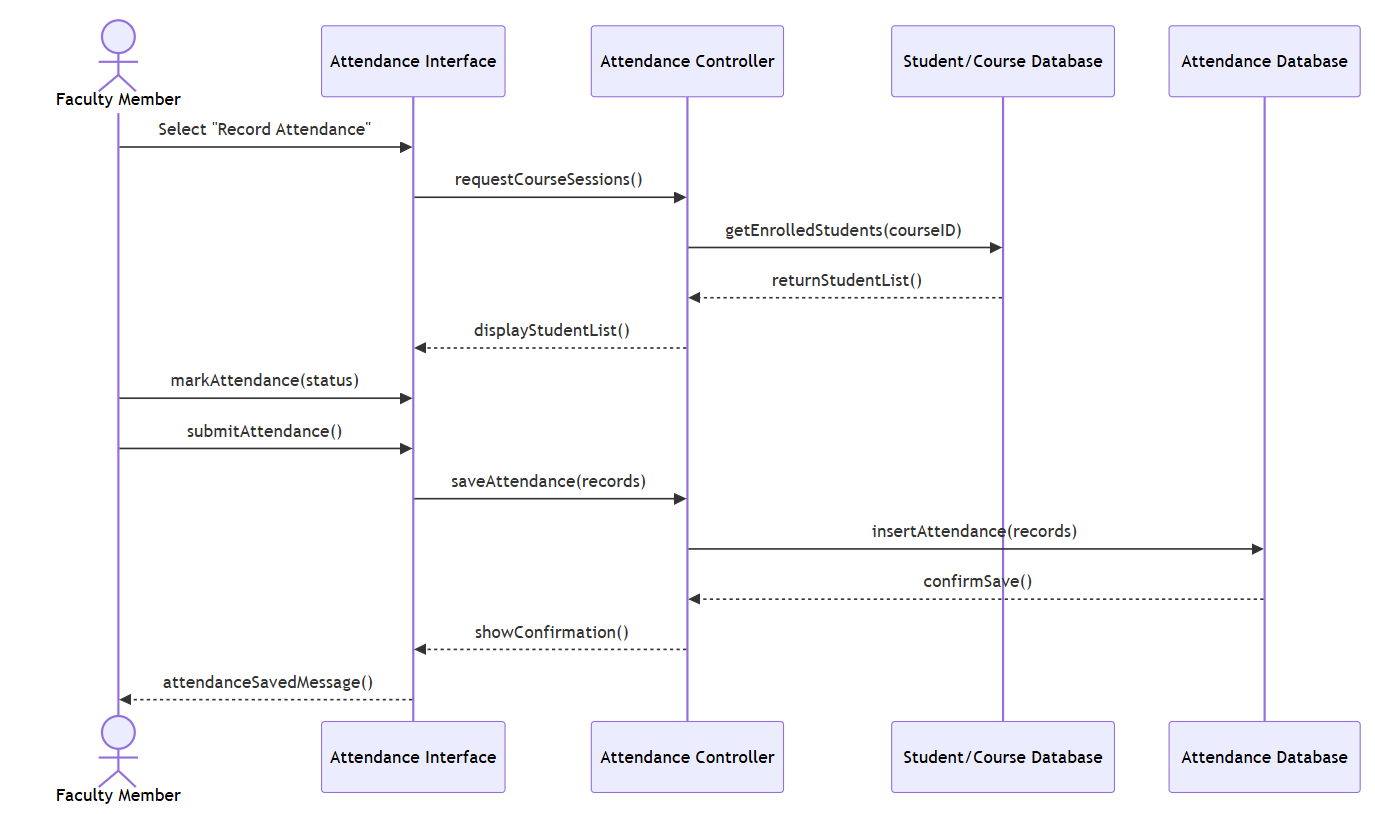 Faculty Member
Attendance Interface
Attendance Controller
Student/Course Database
Attendance Database
Select "Record Attendance"
requestCourseSessions()
getEnrolledStudents(courseID)
returnStudentList()
displayStudentList()
markAttendance(status)
submitAttendance()
saveAttendance(records)
insertAttendance(records)
confirmSave()
showConfirmation()
attendanceSavedMessage()
Faculty Member
Attendance Interface
Attendance Controller
Student/Course Database
Attendance Database